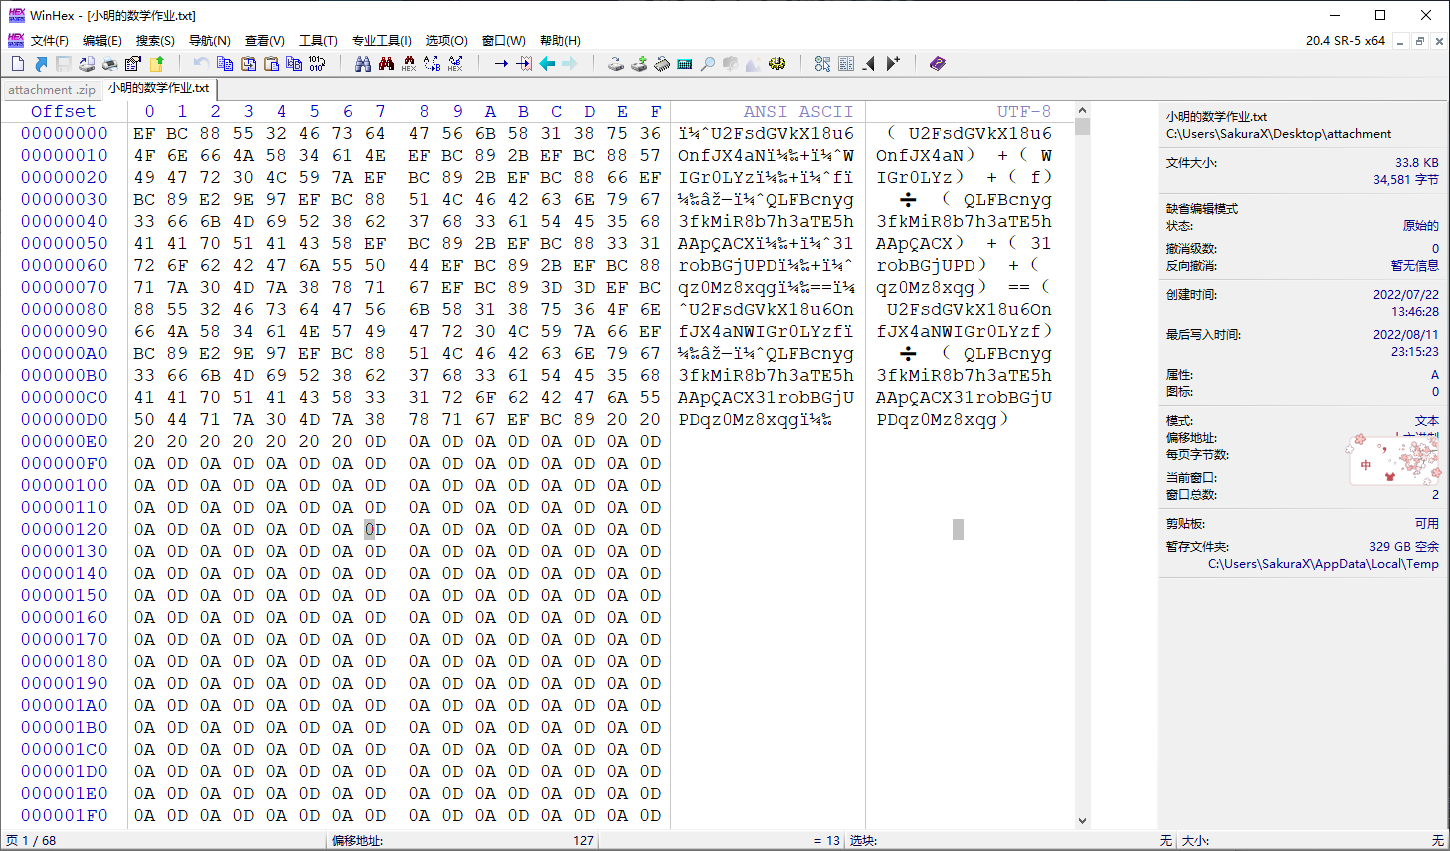 WinHex - [小明的数学作业.txt]
文件(F) 编辑(E) 搜索(S) 导航(N) 查看(V) 工具(T) 专业工具(I) 选项(O) 窗口(W) 帮助(H) 20.4 SR-5 x64
attachment .zip 小明的数学作业.txt
Offset 0 1 2 3 4 5 6 7 8 9 A B C D E F ANSI ASCII UTF-8
00000000 EF BC 88 55 32 46 73 64 47 56 6B 58 31 38 75 36 ï¼ˆU2FsdGVkX18u6 （U2FsdGVkX18u6
00000010 4F 6E 66 4A 58 34 61 4E EF BC 89 2B EF BC 88 57 OnfJX4aNï¼‰+ï¼ˆW OnfJX4aN）+（W
00000020 49 47 72 30 4C 59 7A EF BC 89 2B EF BC 88 66 EF IGr0LYzï¼‰+ï¼ˆfï IGr0LYz）+（f）
00000030 BC 89 E2 9E 97 EF BC 88 51 4C 46 42 63 6E 79 67 ¼‰âž—ï¼ˆQLFBcnyg ➗（QLFBcnyg
00000040 33 66 6B 4D 69 52 38 62 37 68 33 61 54 45 35 68 3fkMiR8b7h3aTE5h 3fkMiR8b7h3aTE5h
00000050 41 41 70 51 41 43 58 EF BC 89 2B EF BC 88 33 31 AApQACXï¼‰+ï¼ˆ31 AApQACX）+（31
00000060 72 6F 62 42 47 6A 55 50 44 EF BC 89 2B EF BC 88 robBGjUPDï¼‰+ï¼ˆ robBGjUPD）+（
00000070 71 7A 30 4D 7A 38 78 71 67 EF BC 89 3D 3D EF BC qz0Mz8xqgï¼‰==ï¼ qz0Mz8xqg）==（
00000080 88 55 32 46 73 64 47 56 6B 58 31 38 75 36 4F 6E ˆU2FsdGVkX18u6On U2FsdGVkX18u6On
00000090 66 4A 58 34 61 4E 57 49 47 72 30 4C 59 7A 66 EF fJX4aNWIGr0LYzfï fJX4aNWIGr0LYzf）
000000A0 BC 89 E2 9E 97 EF BC 88 51 4C 46 42 63 6E 79 67 ¼‰âž—ï¼ˆQLFBcnyg ➗（QLFBcnyg
000000B0 33 66 6B 4D 69 52 38 62 37 68 33 61 54 45 35 68 3fkMiR8b7h3aTE5h 3fkMiR8b7h3aTE5h
000000C0 41 41 70 51 41 43 58 33 31 72 6F 62 42 47 6A 55 AApQACX31robBGjU AApQACX31robBGjU
000000D0 50 44 71 7A 30 4D 7A 38 78 71 67 EF BC 89 20 20 PDqz0Mz8xqgï¼‰ PDqz0Mz8xqg）
000000E0 20 20 20 20 20 20 20 0D 0A 0D 0A 0D 0A 0D 0A 0D
000000F0 0A 0D 0A 0D 0A 0D 0A 0D 0A 0D 0A 0D 0A 0D 0A 0D
00000100 0A 0D 0A 0D 0A 0D 0A 0D 0A 0D 0A 0D 0A 0D 0A 0D
00000110 0A 0D 0A 0D 0A 0D 0A 0D 0A 0D 0A 0D 0A 0D 0A 0D
00000120 0A 0D 0A 0D 0A 0D 0A 0D 0A 0D 0A 0D 0A 0D 0A 0D
00000130 0A 0D 0A 0D 0A 0D 0A 0D 0A 0D 0A 0D 0A 0D 0A 0D
00000140 0A 0D 0A 0D 0A 0D 0A 0D 0A 0D 0A 0D 0A 0D 0A 0D
00000150 0A 0D 0A 0D 0A 0D 0A 0D 0A 0D 0A 0D 0A 0D 0A 0D
00000160 0A 0D 0A 0D 0A 0D 0A 0D 0A 0D 0A 0D 0A 0D 0A 0D
00000170 0A 0D 0A 0D 0A 0D 0A 0D 0A 0D 0A 0D 0A 0D 0A 0D
00000180 0A 0D 0A 0D 0A 0D 0A 0D 0A 0D 0A 0D 0A 0D 0A 0D
00000190 0A 0D 0A 0D 0A 0D 0A 0D 0A 0D 0A 0D 0A 0D 0A 0D
000001A0 0A 0D 0A 0D 0A 0D 0A 0D 0A 0D 0A 0D 0A 0D 0A 0D
000001B0 0A 0D 0A 0D 0A 0D 0A 0D 0A 0D 0A 0D 0A 0D 0A 0D
000001C0 0A 0D 0A 0D 0A 0D 0A 0D 0A 0D 0A 0D 0A 0D 0A 0D
000001D0 0A 0D 0A 0D 0A 0D 0A 0D 0A 0D 0A 0D 0A 0D 0A 0D
000001E0 0A 0D 0A 0D 0A 0D 0A 0D 0A 0D 0A 0D 0A 0D 0A 0D
000001F0 0A 0D 0A 0D 0A 0D 0A 0D 0A 0D 0A 0D 0A 0D 0A 0D
小明的数学作业.txt
C:\Users\SakuraX\Desktop\attachment
文件大小: 33.8 KB
34,581 字节
缺省编辑模式
状态: 原始的
撤消级数: 0
反向撤消: 暂无信息
创建时间: 2022/07/22
13:46:28
最后写入时间: 2022/08/11
23:15:23
属性: A
图标: 0
模式: 文本
偏移地址:
每页字节数:
中
当前窗口:
窗口总数: 2
剪贴板: 可用
暂存文件夹: 329 GB 空余
C:\Users\SakuraX\AppData\Local\Temp
页 1 / 68 偏移地址: 127 = 13 选块: 无 大小: 无